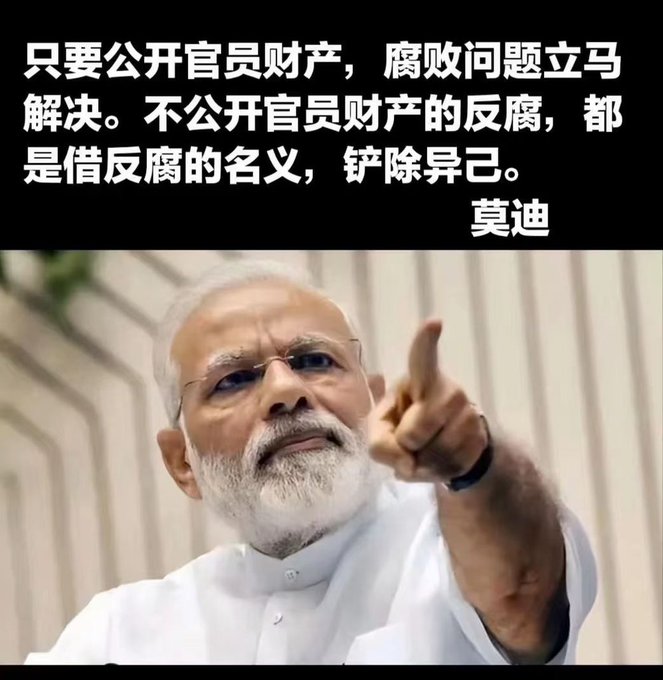 只要公开官员财产，腐败问题立马
解决。不公开官员财产的反腐，都
是借反腐的名义，铲除异己。
莫迪